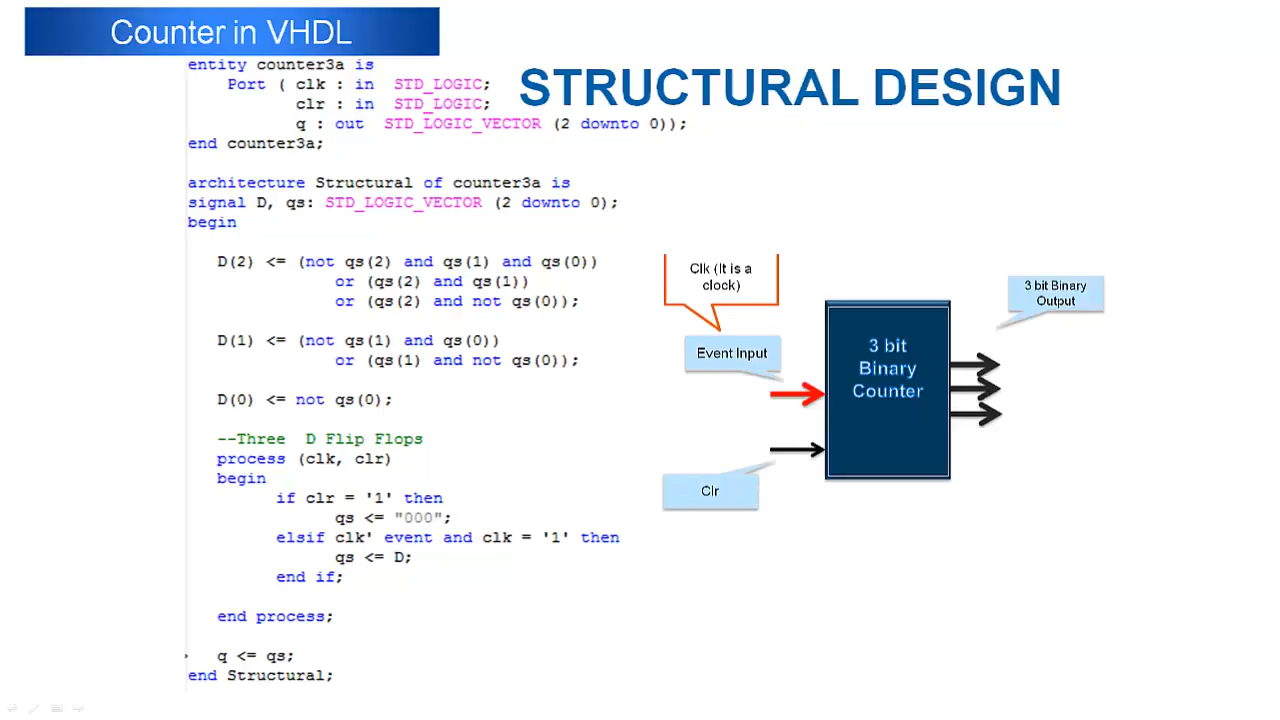 Counter in VHDL
STRUCTURAL DESIGN
entity counter3a is
Port ( clk : in STD_LOGIC;
clr : in STD_LOGIC;
q : out STD_LOGIC_VECTOR (2 downto 0));
end counter3a;
architecture Structural of counter3a is
signal D, qs: STD_LOGIC_VECTOR (2 downto 0);
begin
D(2) <= (not qs(2) and qs(1) and qs(0))
or (qs(2) and qs(1))
or (qs(2) and not qs(0));
D(1) <= (not qs(1) and qs(0))
or (qs(1) and not qs(0));
D(0) <= not qs(0);
--Three D Flip Flops
process (clk, clr)
begin
if clr = '1' then
qs <= "000";
elsif clk' event and clk = '1' then
qs <= D;
end if;
end process;
q <= qs;
end Structural;
Clk (It is a
clock)
Event Input
Clr
3 bit
Binary
Counter
3 bit Binary
Output